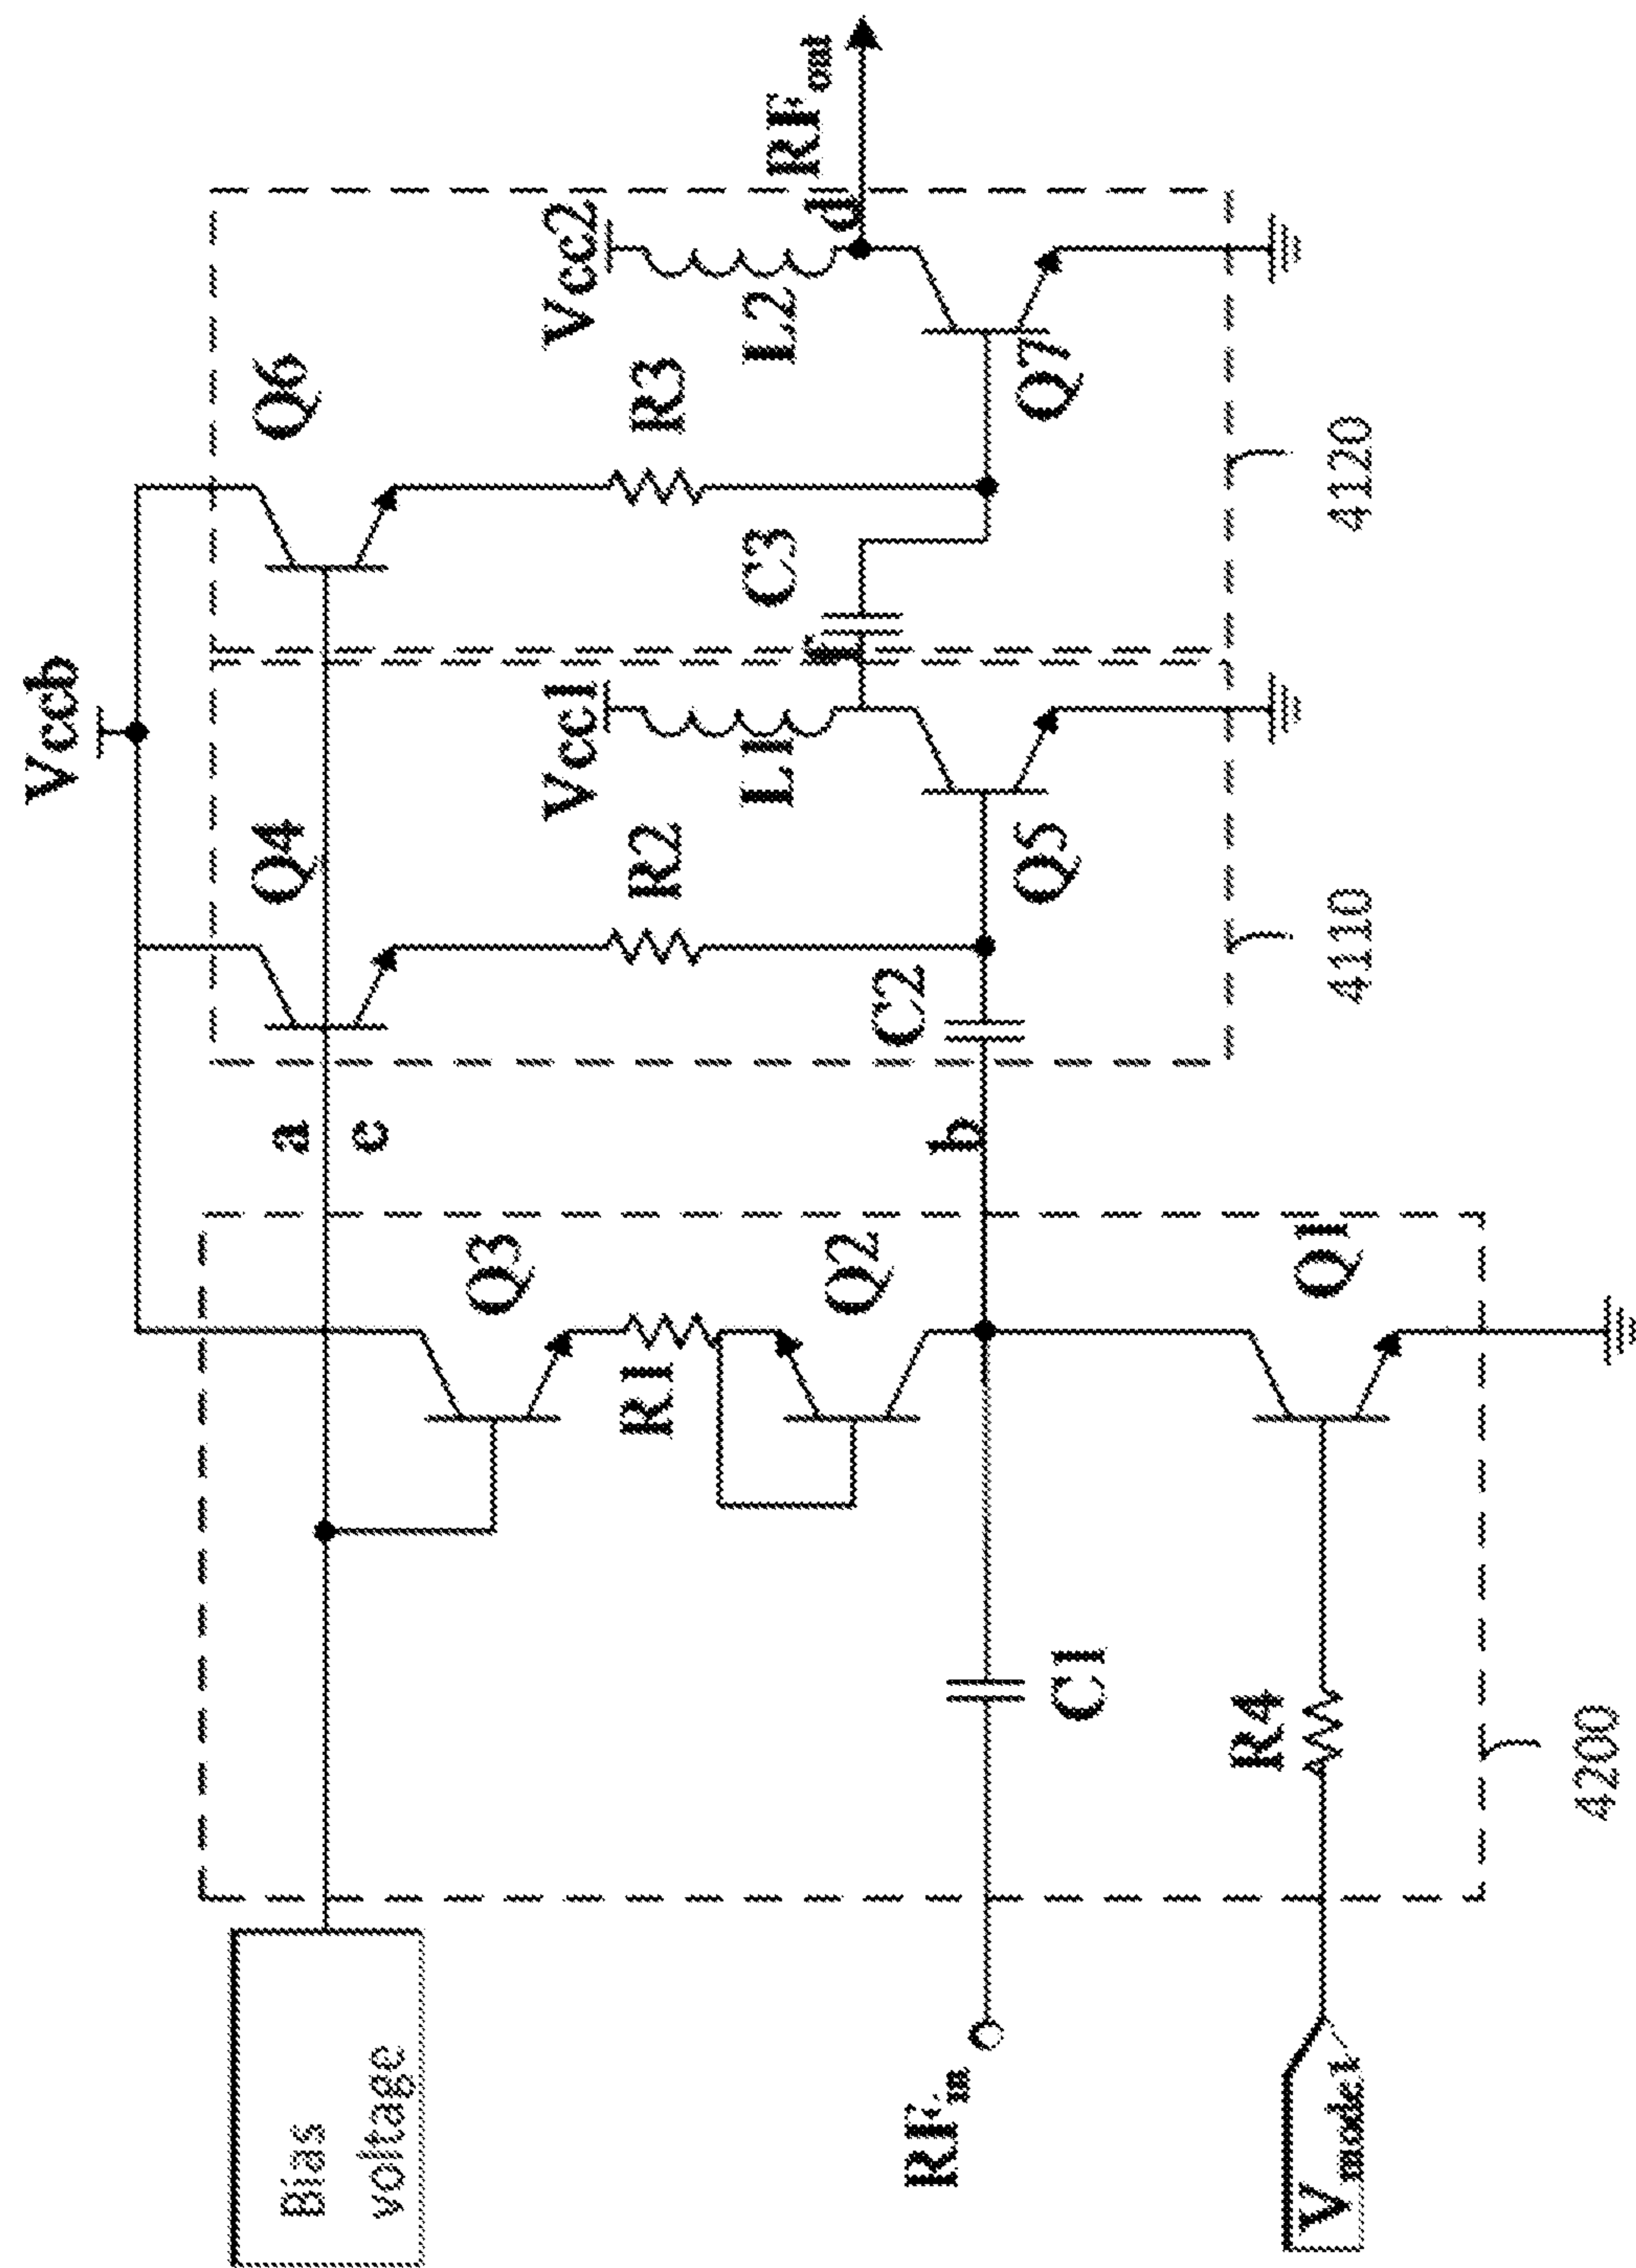 Vccb
Q4
Q6
a
c
Q3
R1
Q2
R2
Vcc1
L1
f
C3
R3
Vcc2
L2
d
RFout
Bias
voltage
RFin
C1
b
C2
Q5
Q7
Vmode1
R4
Q1
4200
4110
4120